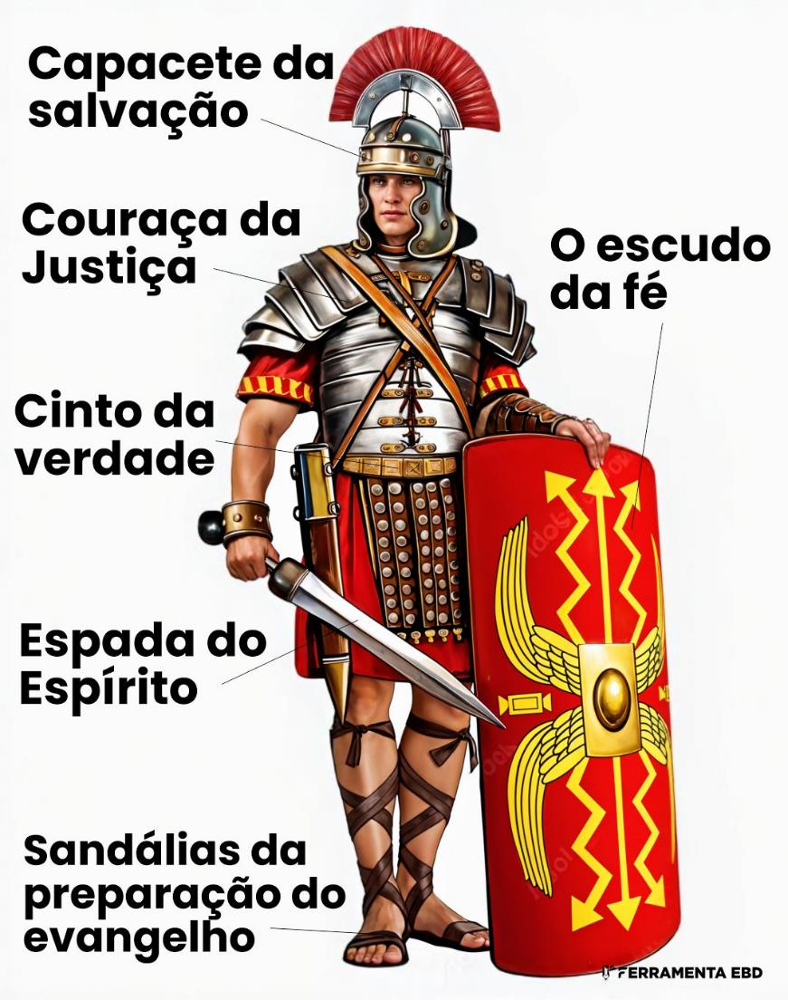 Capacete da
salvação
Couraça da
Justiça
O escudo
da fé
Cinto da
verdade
Espada do
Espírito
Sandálias da
preparação do
evangelho
FERRAMENTA EBD